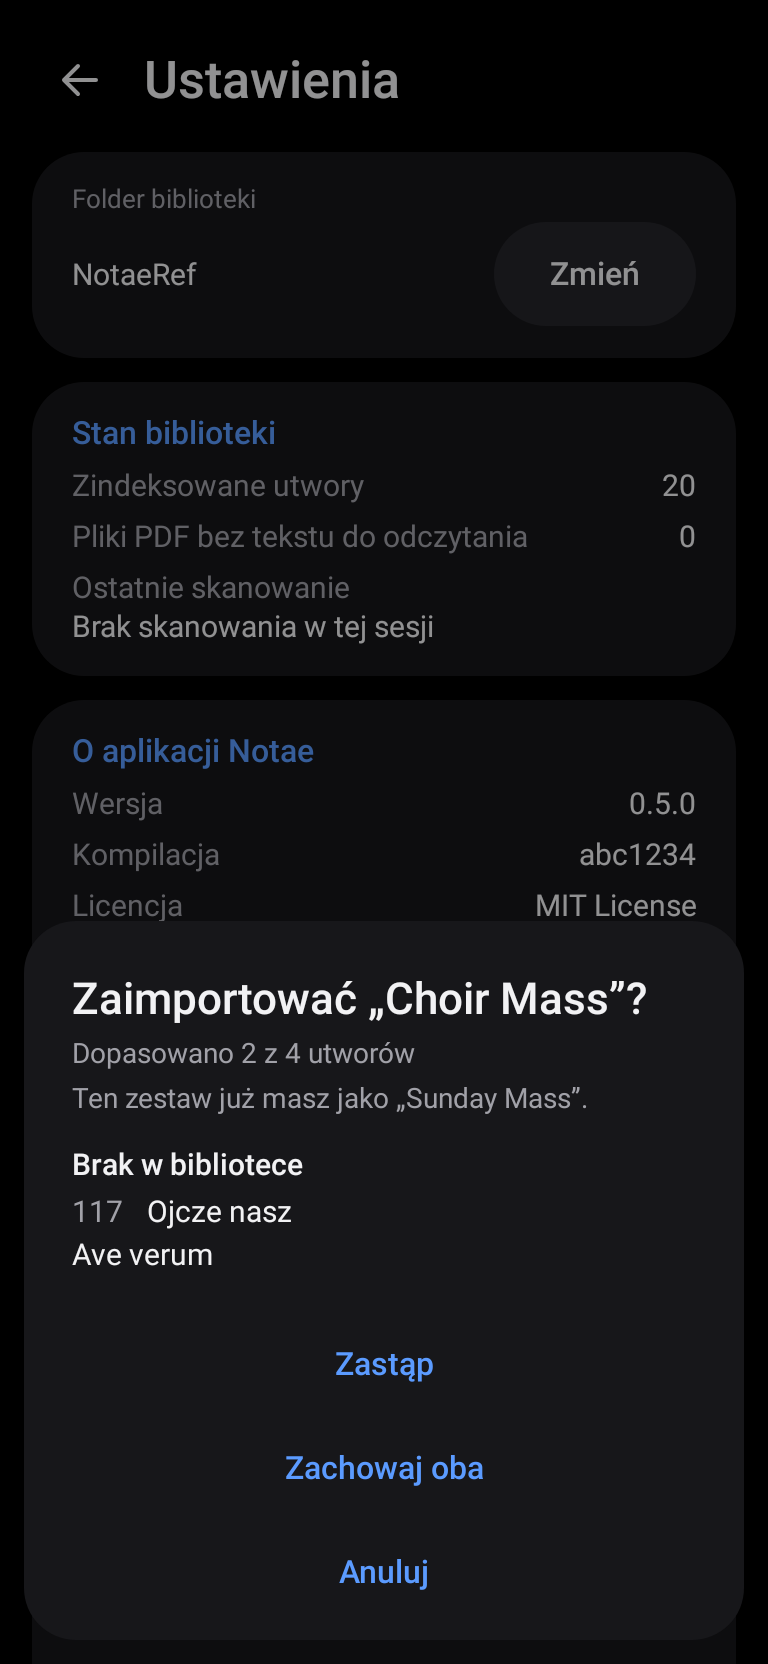 Ustawienia
Folder biblioteki
NotaeRef
Zmień
Stan biblioteki
Zindeksowane utwory 20
Pliki PDF bez tekstu do odczytania 0
Ostatnie skanowanie
Brak skanowania w tej sesji
O aplikacji Notae
Wersja 0.5.0
Kompilacja abc1234
Licencja MIT License
Zaimportować „Choir Mass”?
Dopasowano 2 z 4 utworów
Ten zestaw już masz jako „Sunday Mass”.
Brak w bibliotece
117 Ojcze nasz
Ave verum
Zastąp
Zachowaj oba
Anuluj